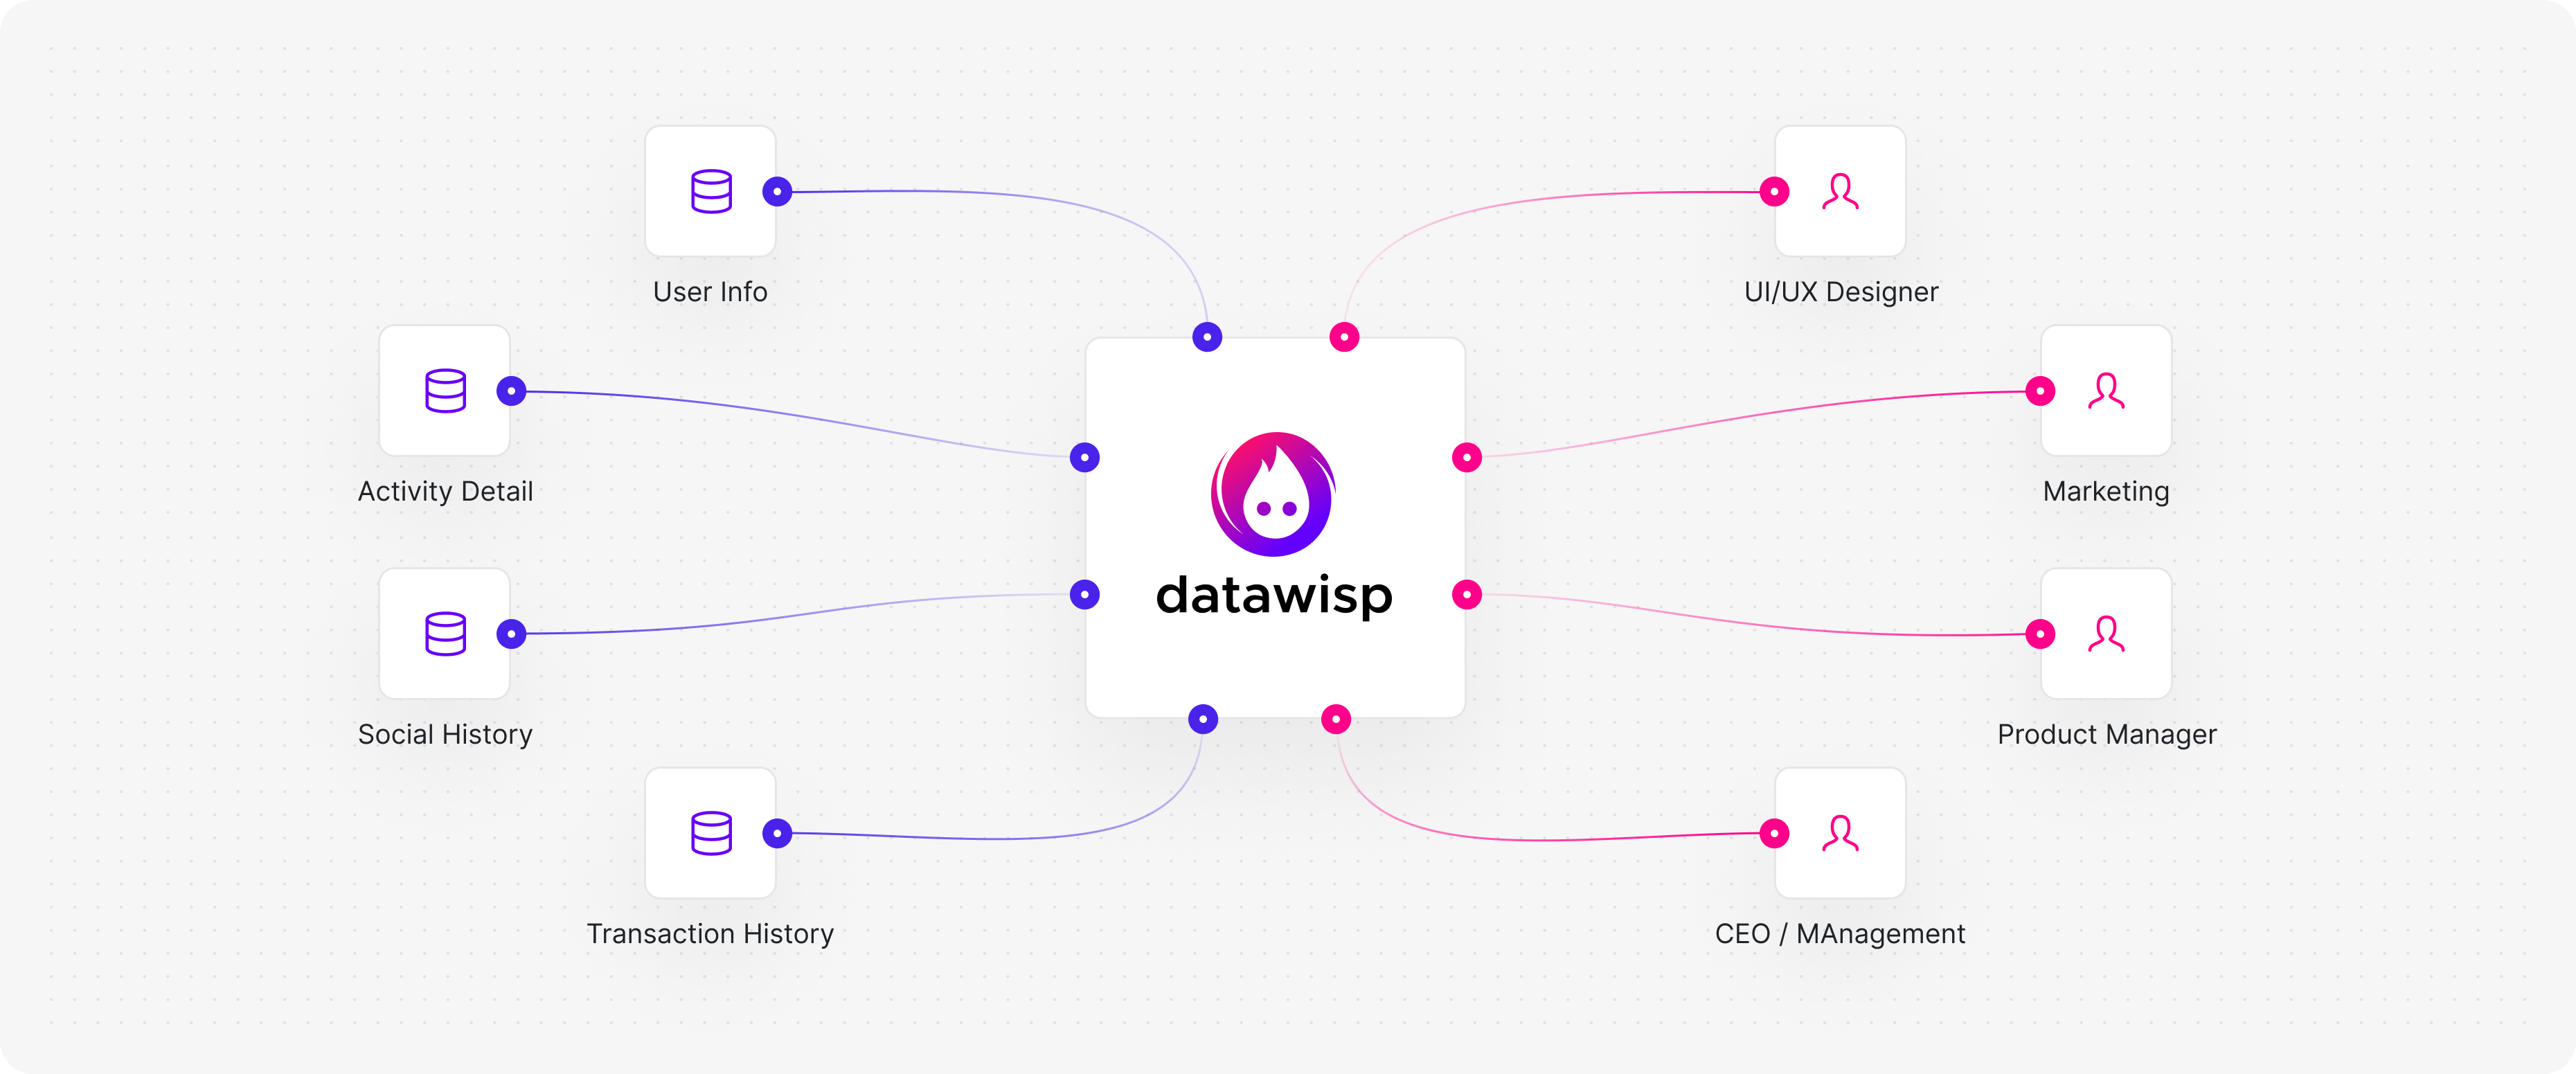 User Info
UI/UX Designer
Activity Detail
Marketing
datawisp
Social History
Product Manager
Transaction History
CEO / MAnagement